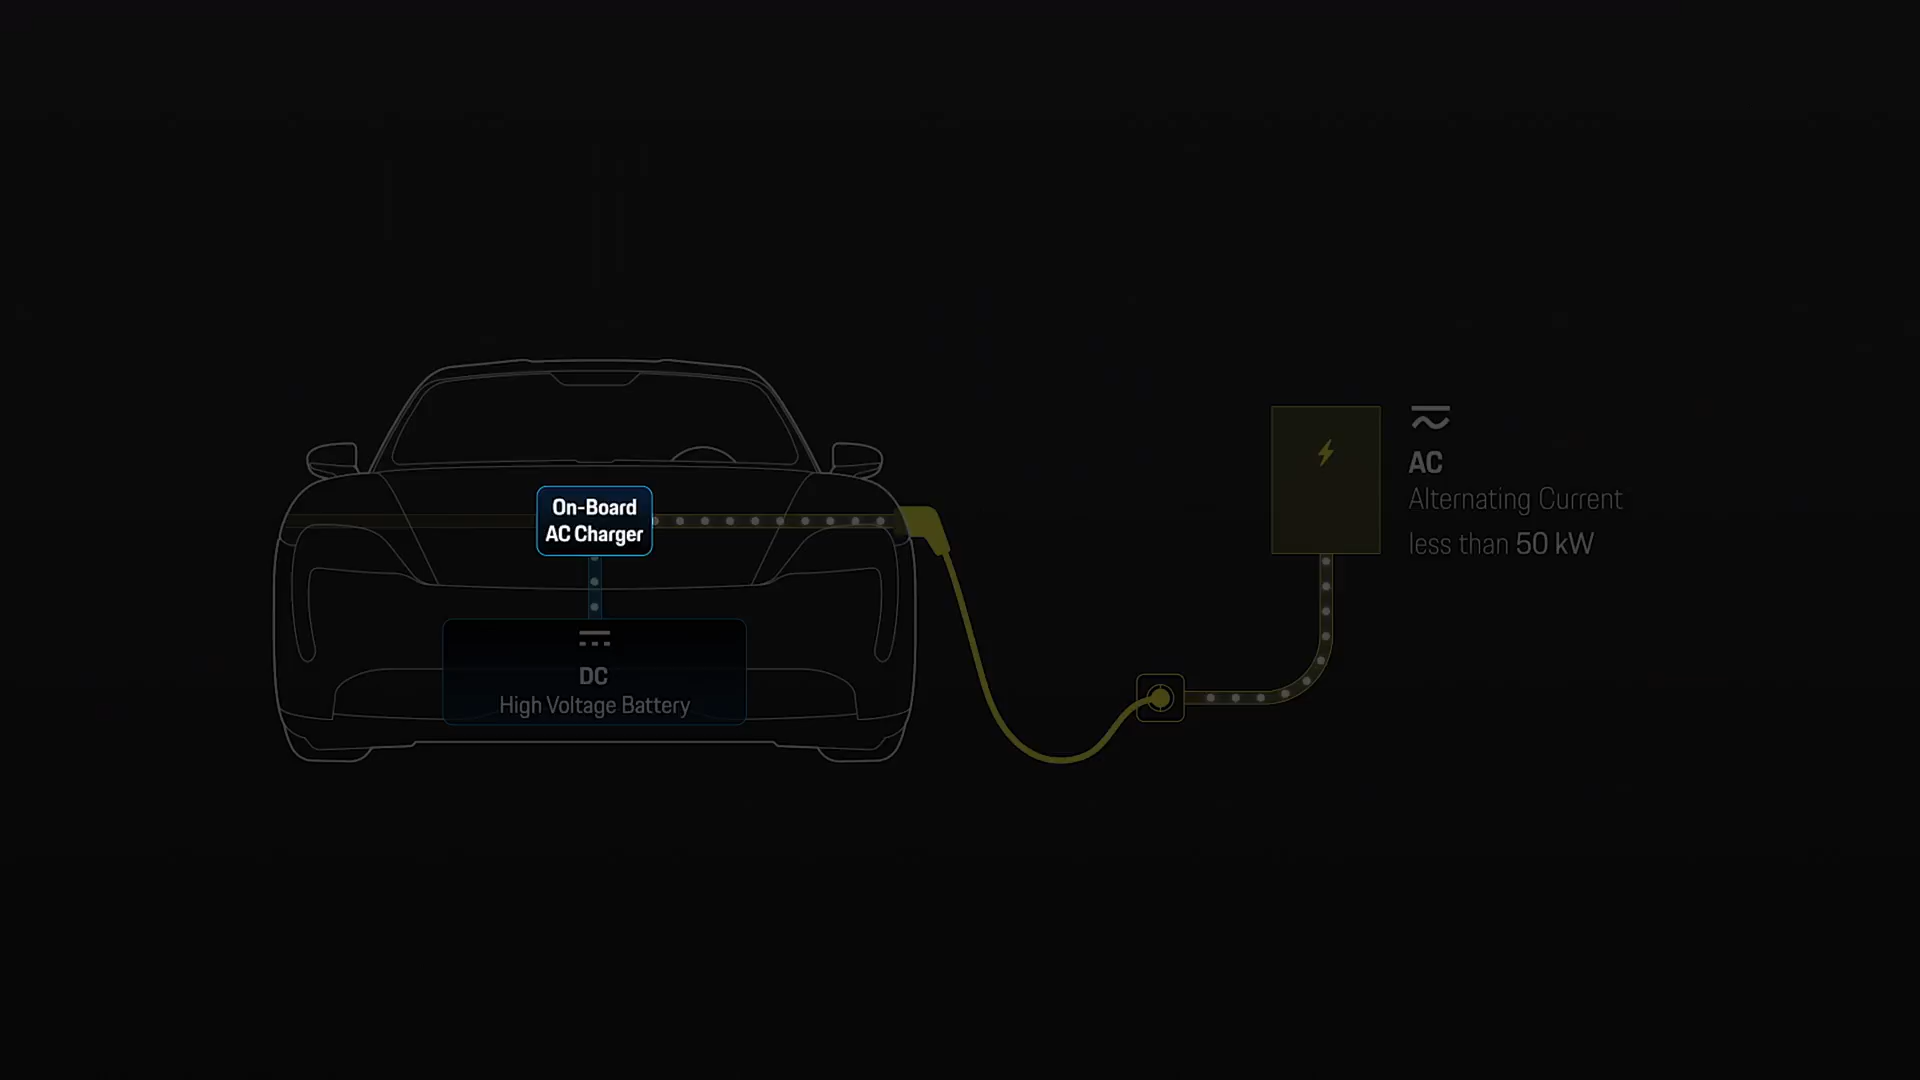 On-Board
AC Charger
DC
High Voltage Battery
AC
Alternating Current
less than 50 kW